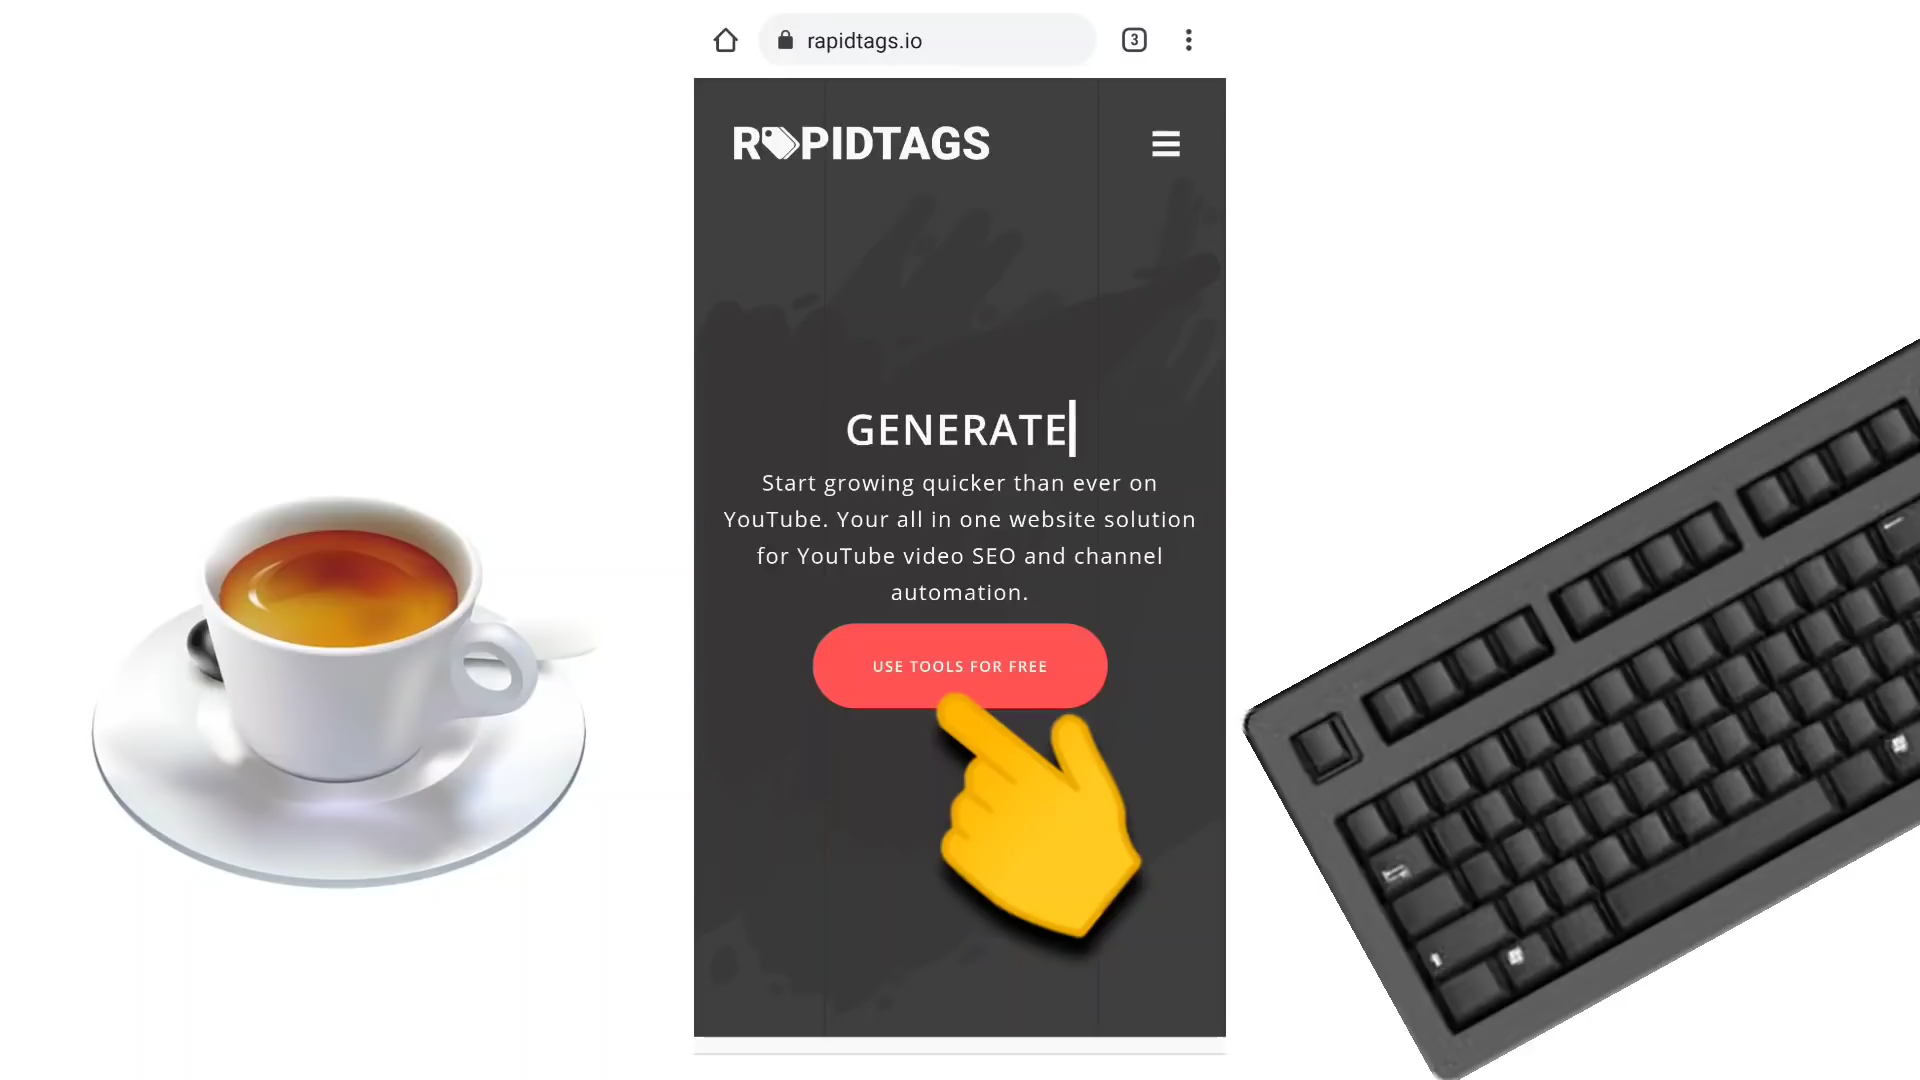 rapidtags.io
3
RAPIDTAGS
GENERATE
Start growing quicker than ever on
YouTube. Your all in one website solution
for YouTube video SEO and channel
automation.
USE TOOLS FOR FREE